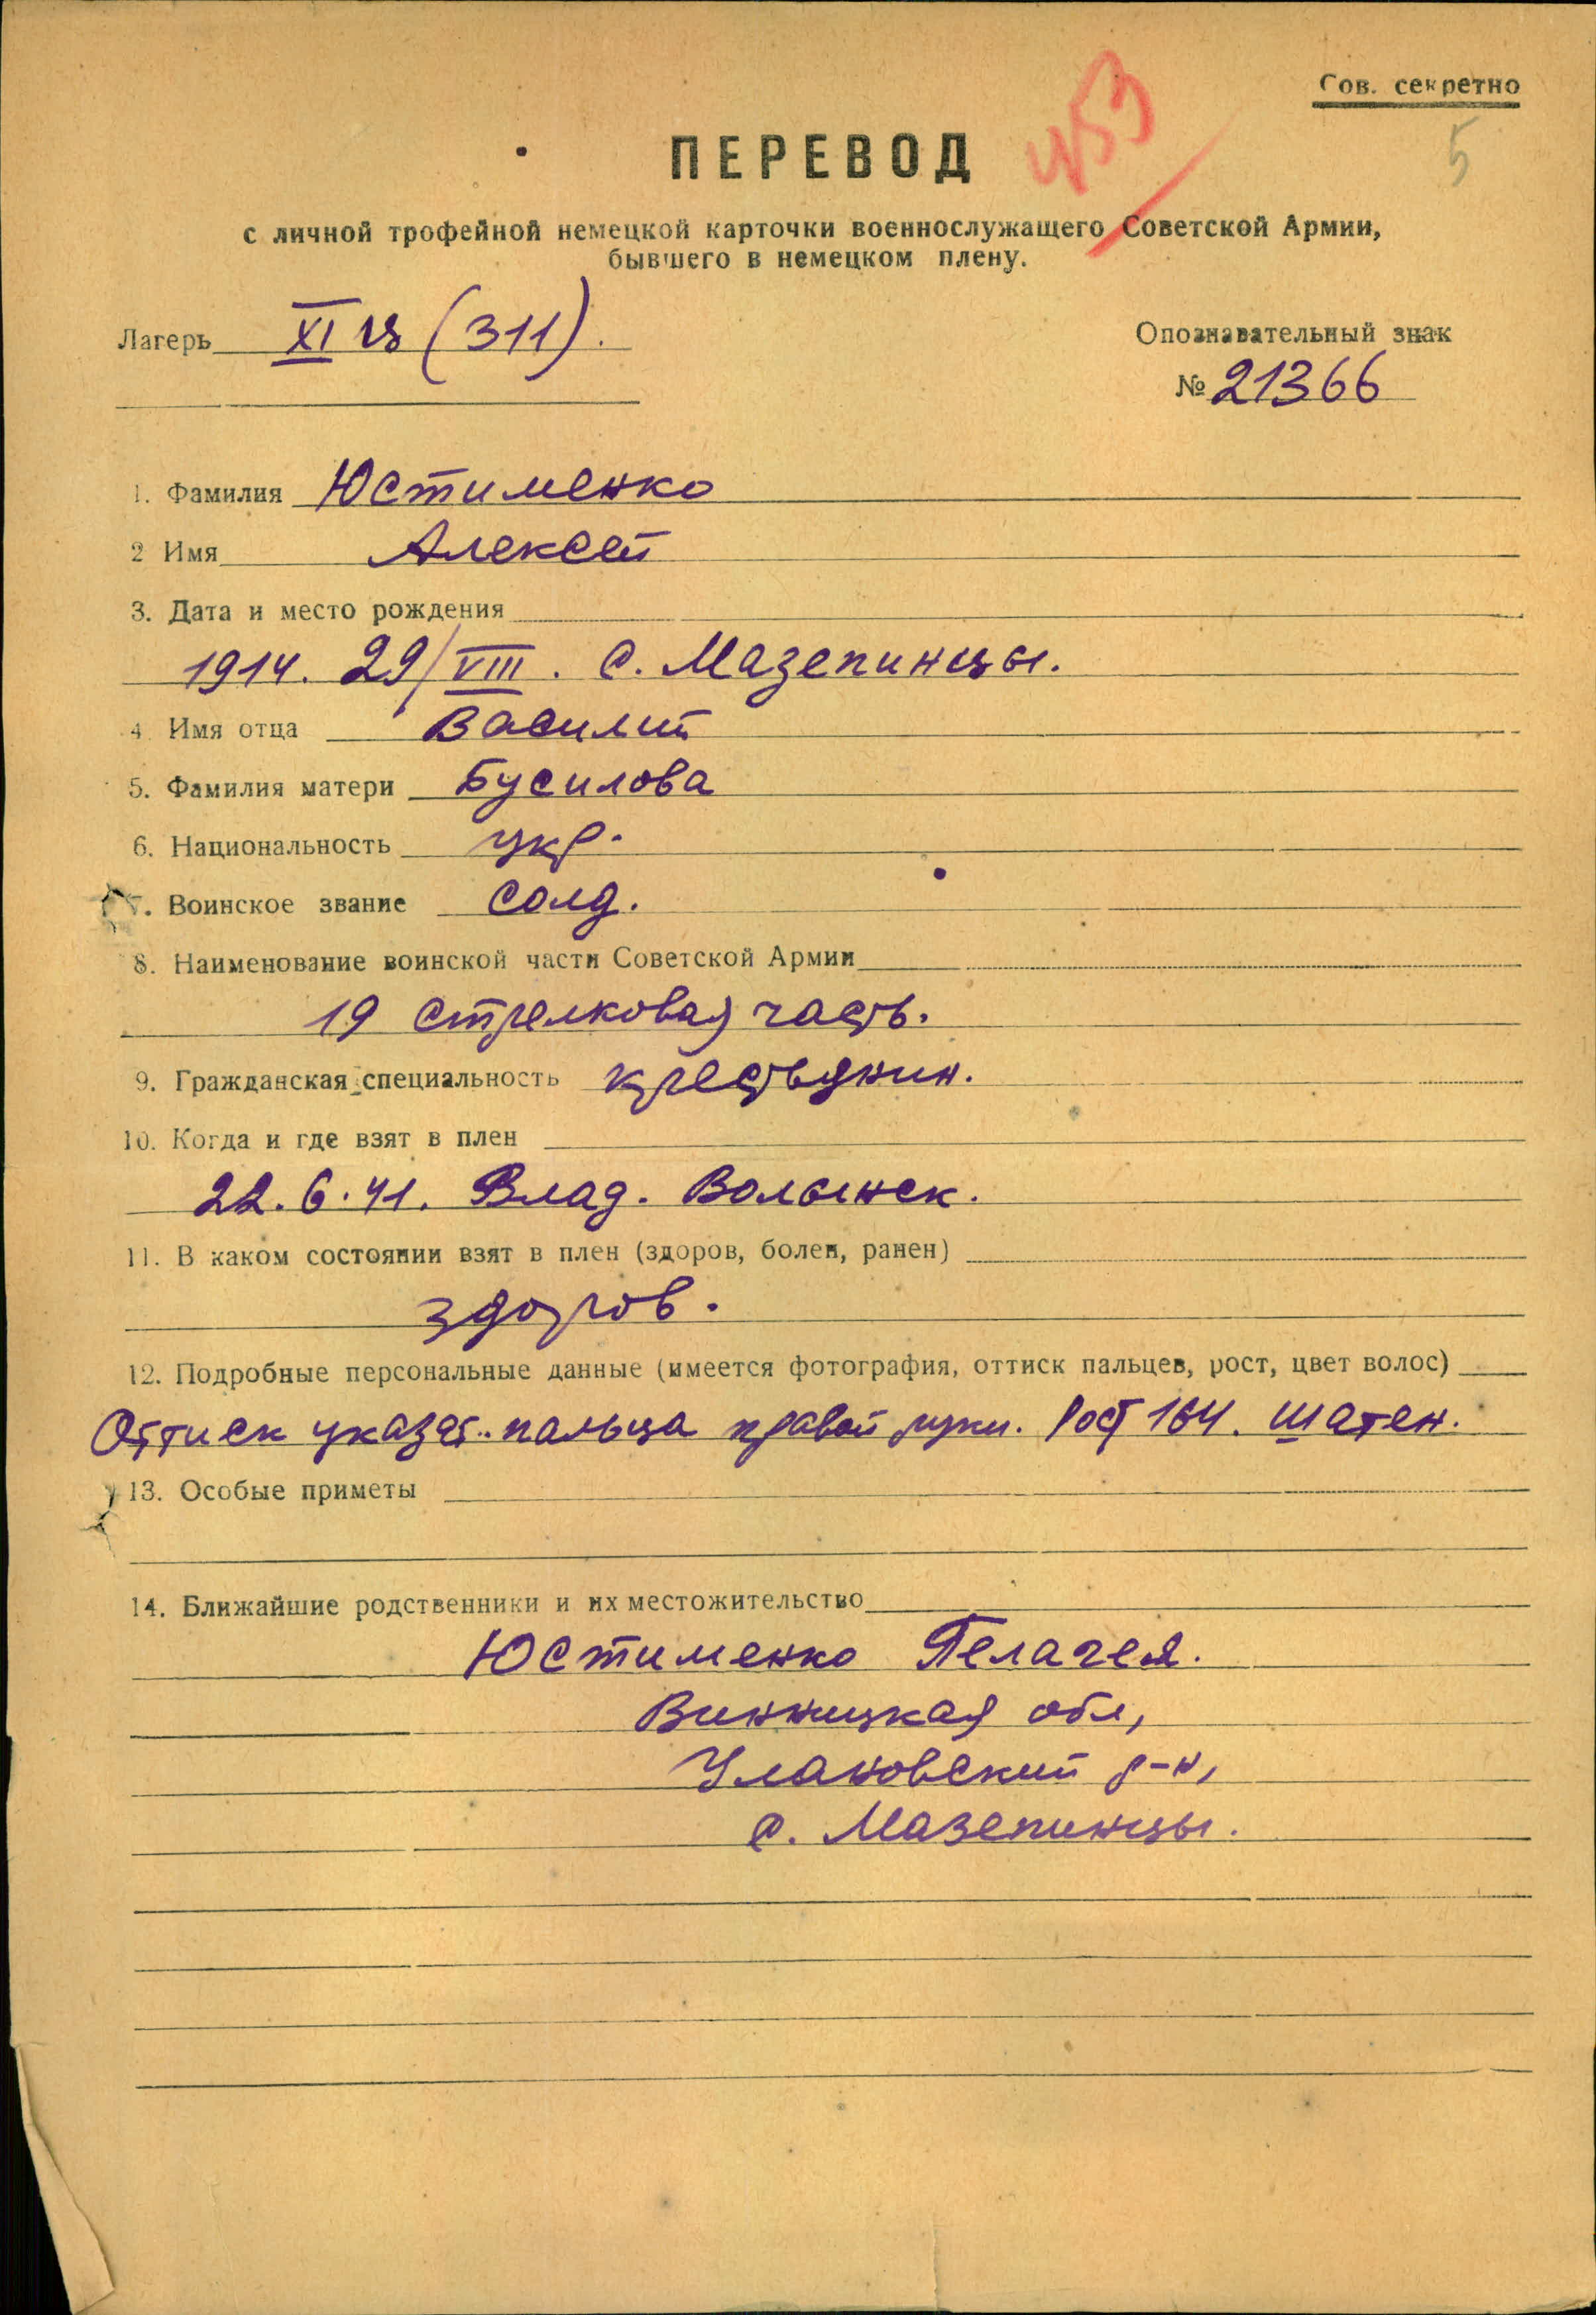 Сов. секретно
5
453
ПЕРЕВОД
с личной трофейной немецкой карточки военнослужащего Советской Армии,
бывшего в немецком плену.
Лагерь XI Ц (311).
Опознавательный знак
№ 21366
1. Фамилия Юстименко
2 Имя Алексей
3. Дата и место рождения
1914. 29/VIII. с. Мазепинцы.
4 Имя отца Василий
5. Фамилия матери Бусилова
6. Национальность укр.
7. Воинское звание солд.
8. Наименование воинской части Советской Армии
19 стрелковая часть.
9. Гражданская специальность крестьянин.
10. Когда и где взят в плен
22.6.41. Влад. Волынск.
11. В каком состоянии взят в плен (здоров, болен, ранен)
здоров.
12. Подробные персональные данные (имеется фотография, оттиск пальцев, рост, цвет волос)
Оттиск указат. пальца правой руки. Рост 164. шатен.
13. Особые приметы
14. Ближайшие родственники и их местожительство
Юстименко Пелагея.
Винницкая обл,
Улановский р-н,
с. Мазепинцы.